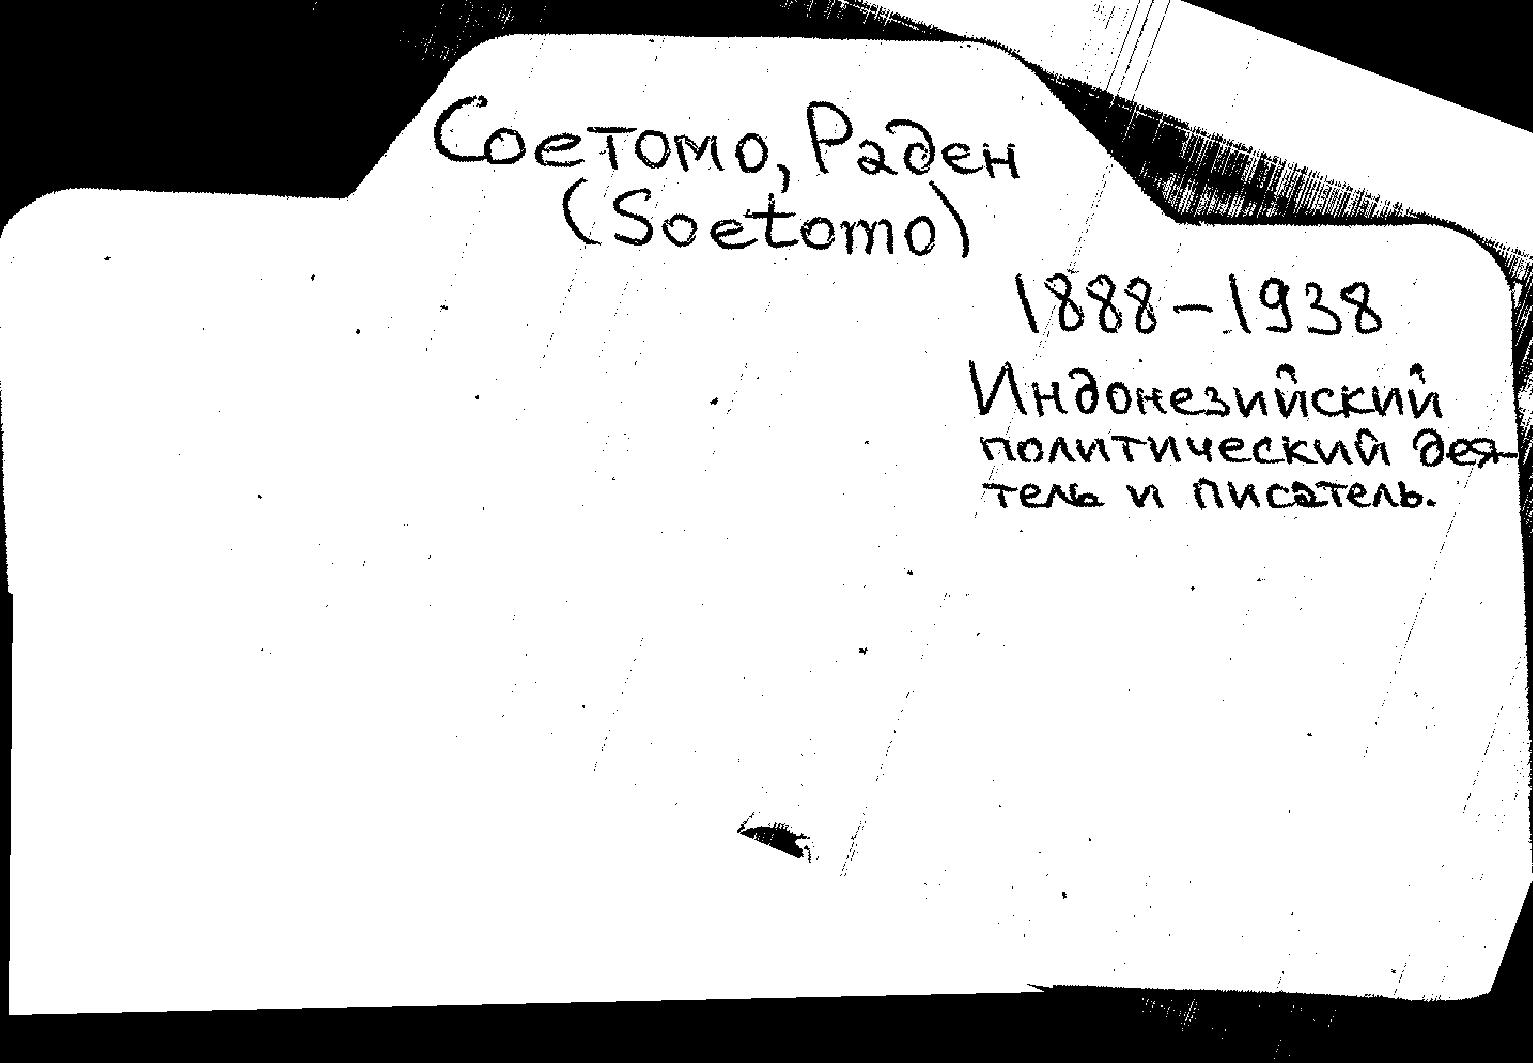 Соетомо, Раден
(Soetomo)
1888–1938
Индонезийский
политический дея-
тель и писатель.